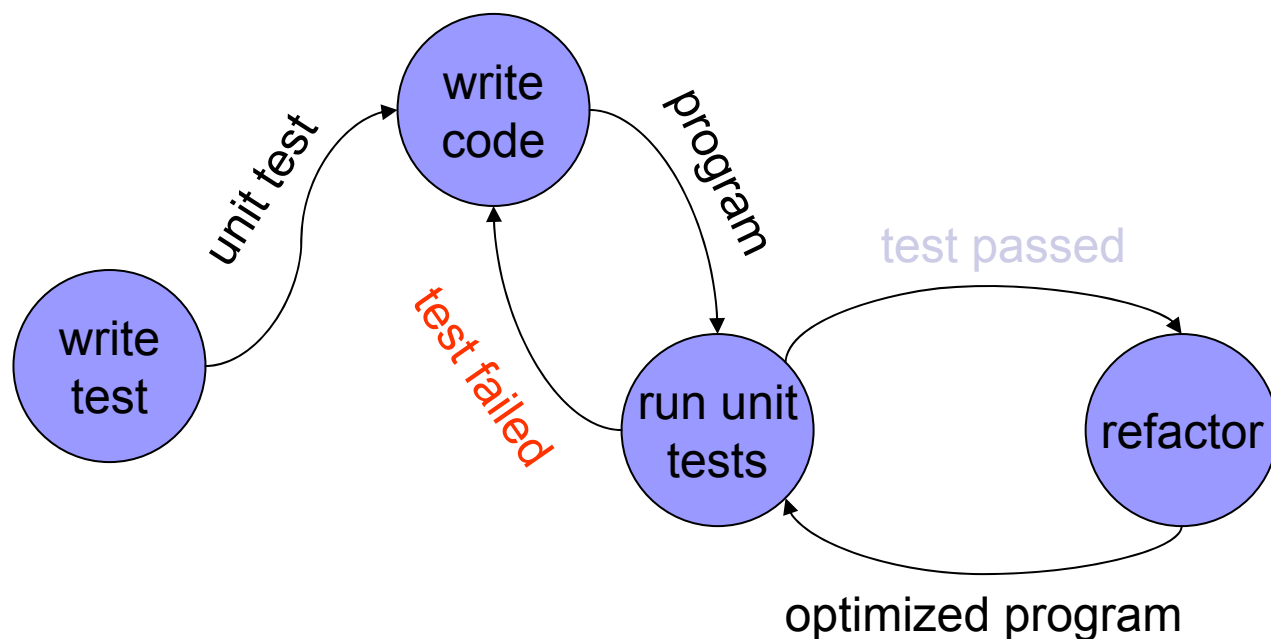 write
code
program
unit test
test passed
write
test
test failed
run unit
tests
refactor
optimized program